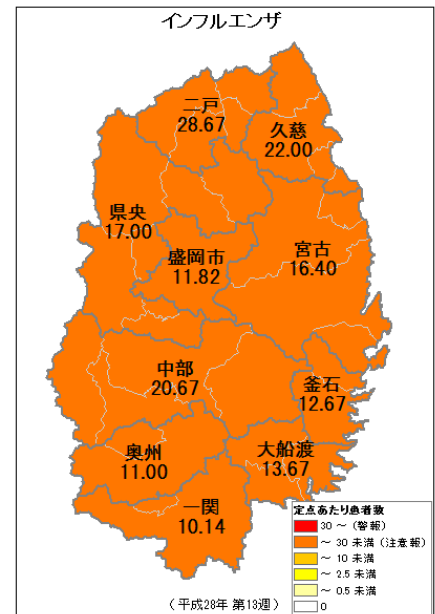 インフルエンザ
二戸
28.67
久慈
22.00
県央
17.00
盛岡市
11.82
宮古
16.40
中部
20.67
釜石
12.67
奥州
11.00
大船渡
13.67
一関
10.14
定点あたり患者数
30 ~ (警報)
~ 30 未満 (注意報)
~ 10 未満
~ 2.5 未満
~ 0.5 未満
0
(平成28年 第13週)